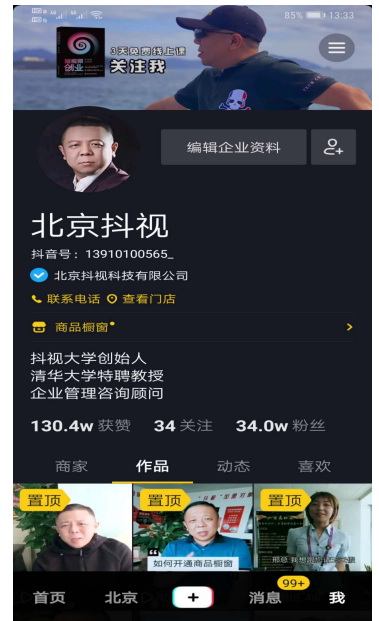 85% 13:33
3天免费线上课
关注我
创业
编辑企业资料
北京抖视
抖音号：13910100565_
北京抖视科技有限公司
联系电话 查看门店
商品橱窗
抖视大学创始人
清华大学特聘教授
企业管理咨询顾问
130.4w 获赞 34 关注 34.0w 粉丝
商家 作品 动态 喜欢
置顶 置顶 置顶
如何开通商品橱窗
99+
首页 北京 + 消息 我